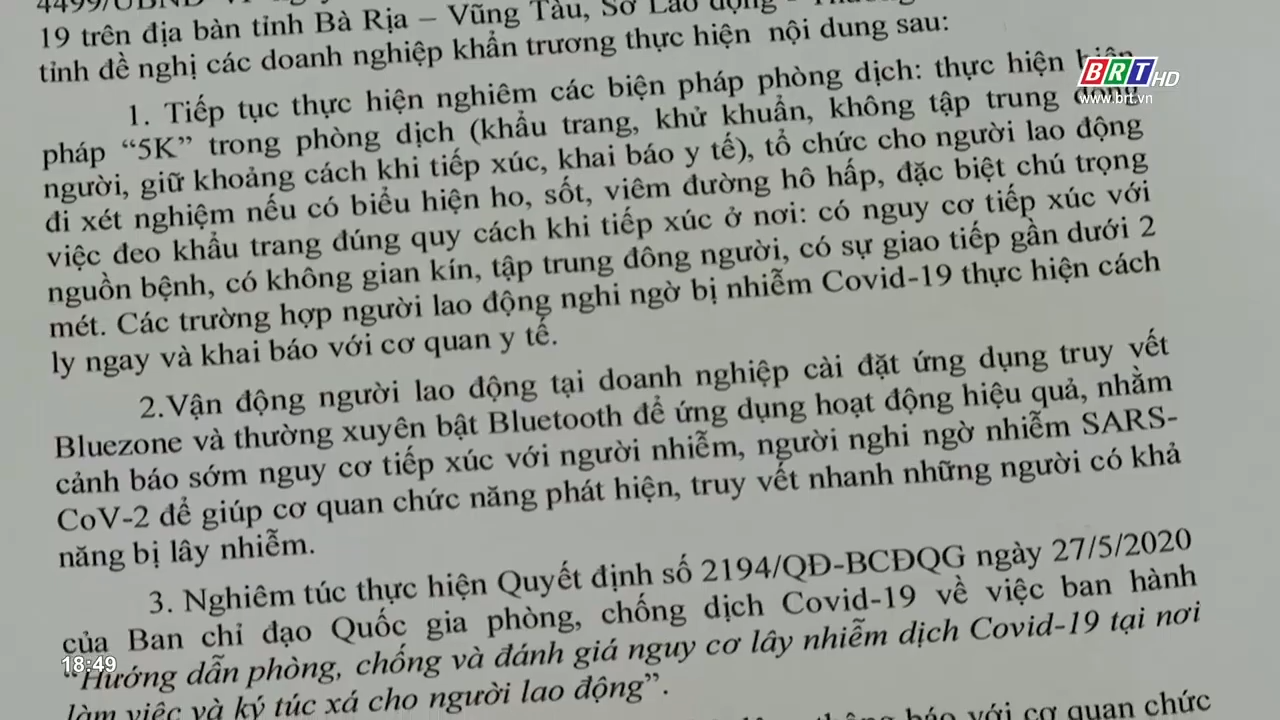 4499/UBND
19 trên địa bàn tỉnh Bà Rịa – Vũng Tàu, Sở Lao động - Thương
tỉnh đề nghị các doanh nghiệp khẩn trương thực hiện nội dung sau:
1. Tiếp tục thực hiện nghiêm các biện pháp phòng dịch: thực hiện biện
pháp “5K” trong phòng dịch (khẩu trang, khử khuẩn, không tập trung đông
người, giữ khoảng cách khi tiếp xúc, khai báo y tế), tổ chức cho người lao động
đi xét nghiệm nếu có biểu hiện ho, sốt, viêm đường hô hấp, đặc biệt chú trọng
việc đeo khẩu trang đúng quy cách khi tiếp xúc ở nơi: có nguy cơ tiếp xúc với
nguồn bệnh, có không gian kín, tập trung đông người, có sự giao tiếp gần dưới 2
mét. Các trường hợp người lao động nghi ngờ bị nhiễm Covid-19 thực hiện cách
ly ngay và khai báo với cơ quan y tế.
2.Vận động người lao động tại doanh nghiệp cài đặt ứng dụng truy vết
Bluezone và thường xuyên bật Bluetooth để ứng dụng hoạt động hiệu quả, nhằm
cảnh báo sớm nguy cơ tiếp xúc với người nhiễm, người nghi ngờ nhiễm SARS-
CoV-2 để giúp cơ quan chức năng phát hiện, truy vết nhanh những người có khả
năng bị lây nhiễm.
3. Nghiêm túc thực hiện Quyết định số 2194/QĐ-BCĐQG ngày 27/5/2020
của Ban chỉ đạo Quốc gia phòng, chống dịch Covid-19 về việc ban hành
“Hướng dẫn phòng, chống và đánh giá nguy cơ lây nhiễm dịch Covid-19 tại nơi
làm việc và ký túc xá cho người lao động”.
thông báo với cơ quan chức
BRT HD
www.brt.vn
18:49